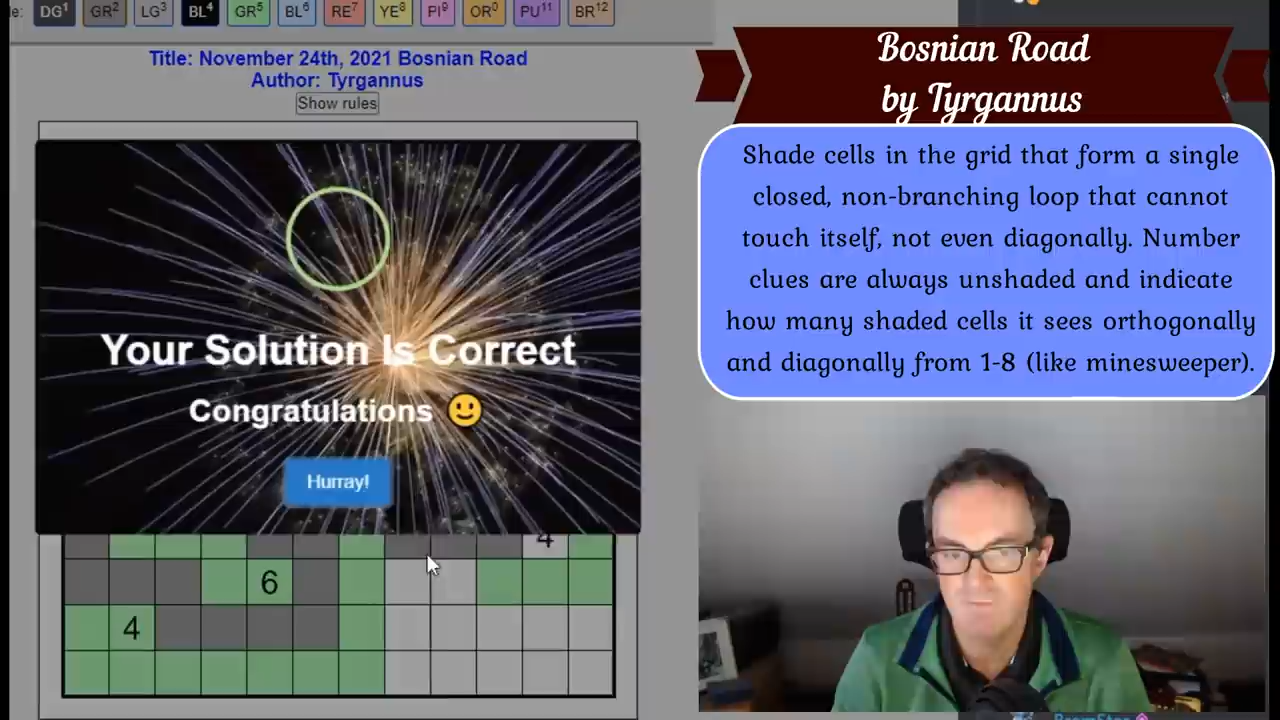 DG1 GR2 LG3 BL4 GR5 BL6 RE7 YE8 PI9 OR0 PU11 BR12
Title: November 24th, 2021 Bosnian Road
Author: Tyrgannus
Show rules
Your Solution Is Correct
Congratulations
Hurray!
4
6
4
Bosnian Road
by Tyrgannus
Shade cells in the grid that form a single
closed, non-branching loop that cannot
touch itself, not even diagonally. Number
clues are always unshaded and indicate
how many shaded cells it sees orthogonally
and diagonally from 1-8 (like minesweeper).